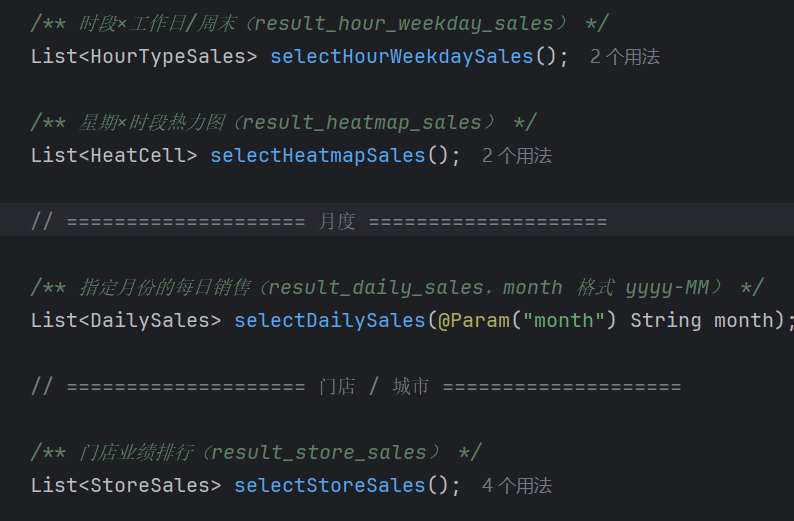 /** 时段×工作日/周末（result_hour_weekday_sales） */
List<HourTypeSales> selectHourWeekdaySales(); 2个用法
/** 星期×时段热力图（result_heatmap_sales） */
List<HeatCell> selectHeatmapSales(); 2个用法
// ==================== 月度 ====================
/** 指定月份的每日销售（result_daily_sales，month 格式 yyyy-MM） */
List<DailySales> selectDailySales(@Param("month") String month);
// ==================== 门店 / 城市 ====================
/** 门店业绩排行（result_store_sales） */
List<StoreSales> selectStoreSales(); 4个用法